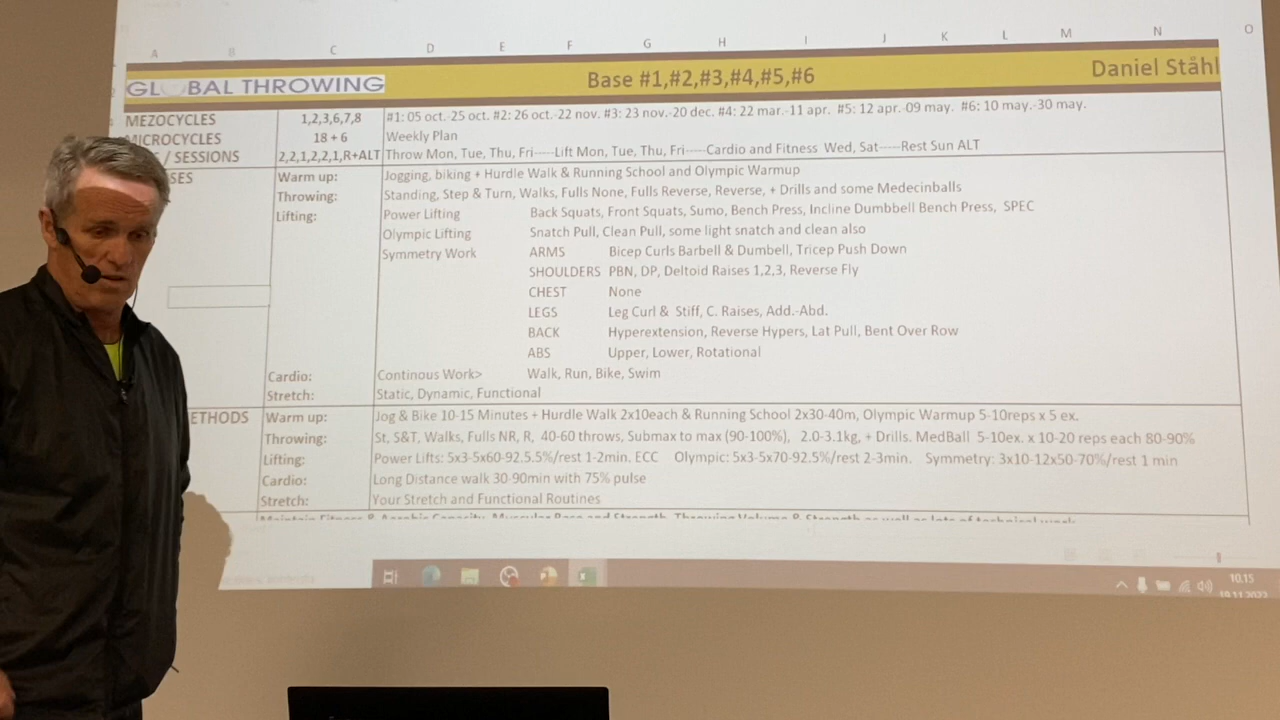 A B C D E F G H I J K L M N O
GLOBAL THROWING Base #1,#2,#3,#4,#5,#6 Daniel Ståhl
MEZOCYCLES 1,2,3,6,7,8 #1: 05 oct.-25 oct. #2: 26 oct.-22 nov. #3: 23 nov.-20 dec. #4: 22 mar.-11 apr. #5: 12 apr.-09 may. #6: 10 may.-30 may.
MICROCYCLES 18 + 6 Weekly Plan
/ SESSIONS 2,2,1,2,2,1,R+ALT Throw Mon, Tue, Thu, Fri-----Lift Mon, Tue, Thu, Fri-----Cardio and Fitness Wed, Sat-----Rest Sun ALT
SES Warm up: Jogging, biking + Hurdle Walk & Running School and Olympic Warmup
Throwing: Standing, Step & Turn, Walks, Fulls None, Fulls Reverse, Reverse, + Drills and some Medecinballs
Lifting: Power Lifting Back Squats, Front Squats, Sumo, Bench Press, Incline Dumbbell Bench Press, SPEC
Olympic Lifting Snatch Pull, Clean Pull, some light snatch and clean also
Symmetry Work ARMS Bicep Curls Barbell & Dumbell, Tricep Push Down
SHOULDERS PBN, DP, Deltoid Raises 1,2,3, Reverse Fly
CHEST None
LEGS Leg Curl & Stiff, C. Raises, Add.-Abd.
BACK Hyperextension, Reverse Hypers, Lat Pull, Bent Over Row
ABS Upper, Lower, Rotational
Cardio: Continous Work> Walk, Run, Bike, Swim
Stretch: Static, Dynamic, Functional
ETHODS Warm up: Jog & Bike 10-15 Minutes + Hurdle Walk 2x10each & Running School 2x30-40m, Olympic Warmup 5-10reps x 5 ex.
Throwing: St, S&T, Walks, Fulls NR, R, 40-60 throws, Submax to max (90-100%), 2.0-3.1kg, + Drills. MedBall 5-10ex. x 10-20 reps each 80-90%
Lifting: Power Lifts: 5x3-5x60-92.5.5%/rest 1-2min. ECC Olympic: 5x3-5x70-92.5%/rest 2-3min. Symmetry: 3x10-12x50-70%/rest 1 min
Cardio: Long Distance walk 30-90min with 75% pulse
Stretch: Your Stretch and Functional Routines
10.15